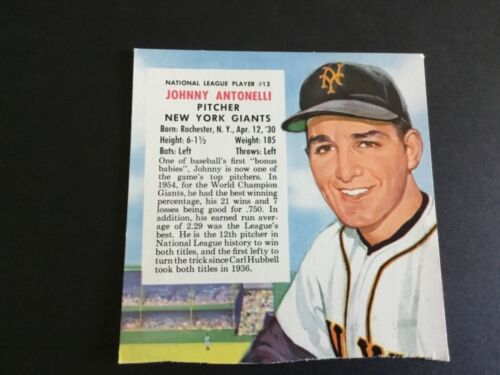 NATIONAL LEAGUE PLAYER #13
JOHNNY ANTONELLI
PITCHER
NEW YORK GIANTS
Born: Rochester, N. Y., Apr. 12, '30
Height: 6-1½ Weight: 185
Bats: Left Throws: Left
One of baseball's first "bonus
babies", Johnny is now one of
the game's top pitchers. In
1954, for the World Champion
Giants, he had the best winning
percentage, his 21 wins and 7
losses being good for .750. In
addition, his earned run aver-
age of 2.29 was the League's
best. He is the 12th pitcher in
National League history to win
both titles, and the first lefty to
turn the trick since Carl Hubbell
took both titles in 1936.
NY